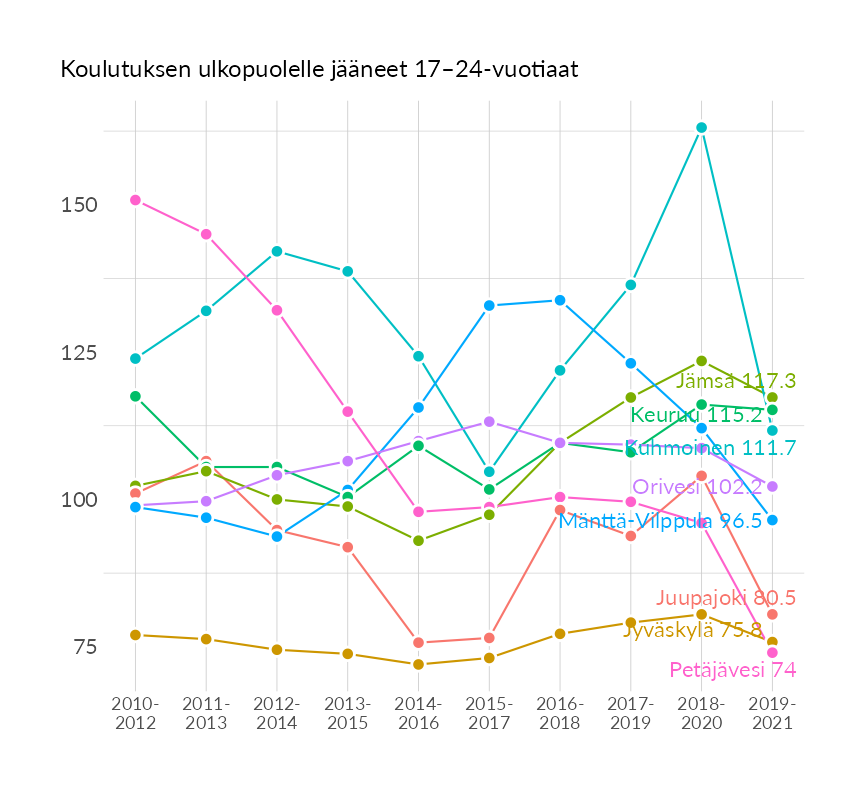 Koulutuksen ulkopuolelle jääneet 17–24-vuotiaat
150
125
100
75
Jämsä 117.3
Keuruu 115.2
Kuhmoinen 111.7
Orivesi 102.2
Mänttä-Vilppula 96.5
Juupajoki 80.5
Jyväskylä 75.8
Petäjävesi 74
2010-
2012
2011-
2013
2012-
2014
2013-
2015
2014-
2016
2015-
2017
2016-
2018
2017-
2019
2018-
2020
2019-
2021